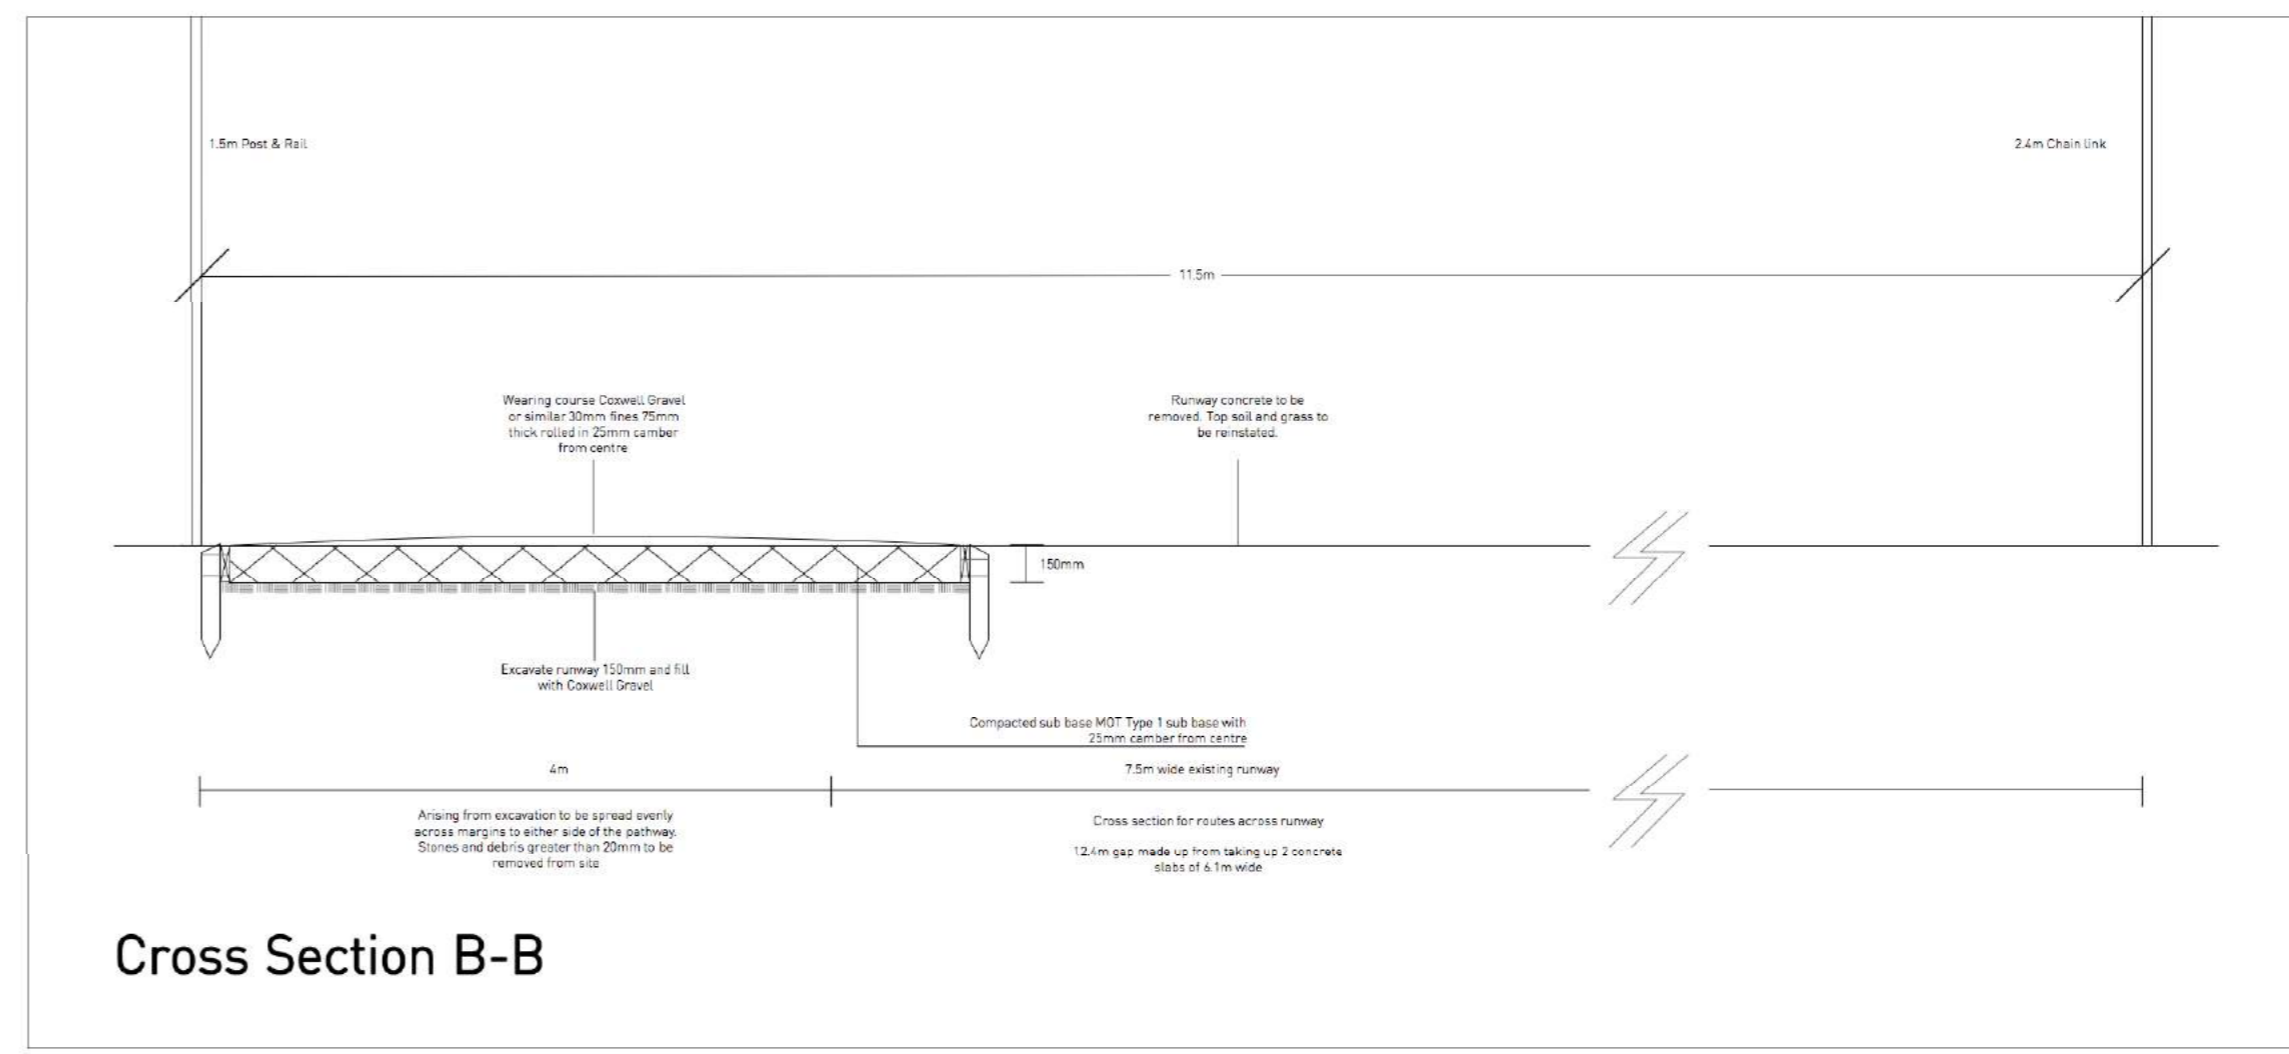 1.5m Post & Rail
2.4m Chain link
11.5m
Wearing course Coxwell Gravel
or similar 30mm fines 75mm
thick rolled in 25mm camber
from centre
Runway concrete to be
removed. Top soil and grass to
be reinstated.
150mm
Excavate runway 150mm and fill
with Coxwell Gravel
Compacted sub base MOT Type 1 sub base with
25mm camber from centre
4m
7.5m wide existing runway
Arising from excavation to be spread evenly
across margins to either side of the pathway.
Stones and debris greater than 20mm to be
removed from site
Cross section for routes across runway
12.4m gap made up from taking up 2 concrete
slabs of 6.1m wide
Cross Section B-B